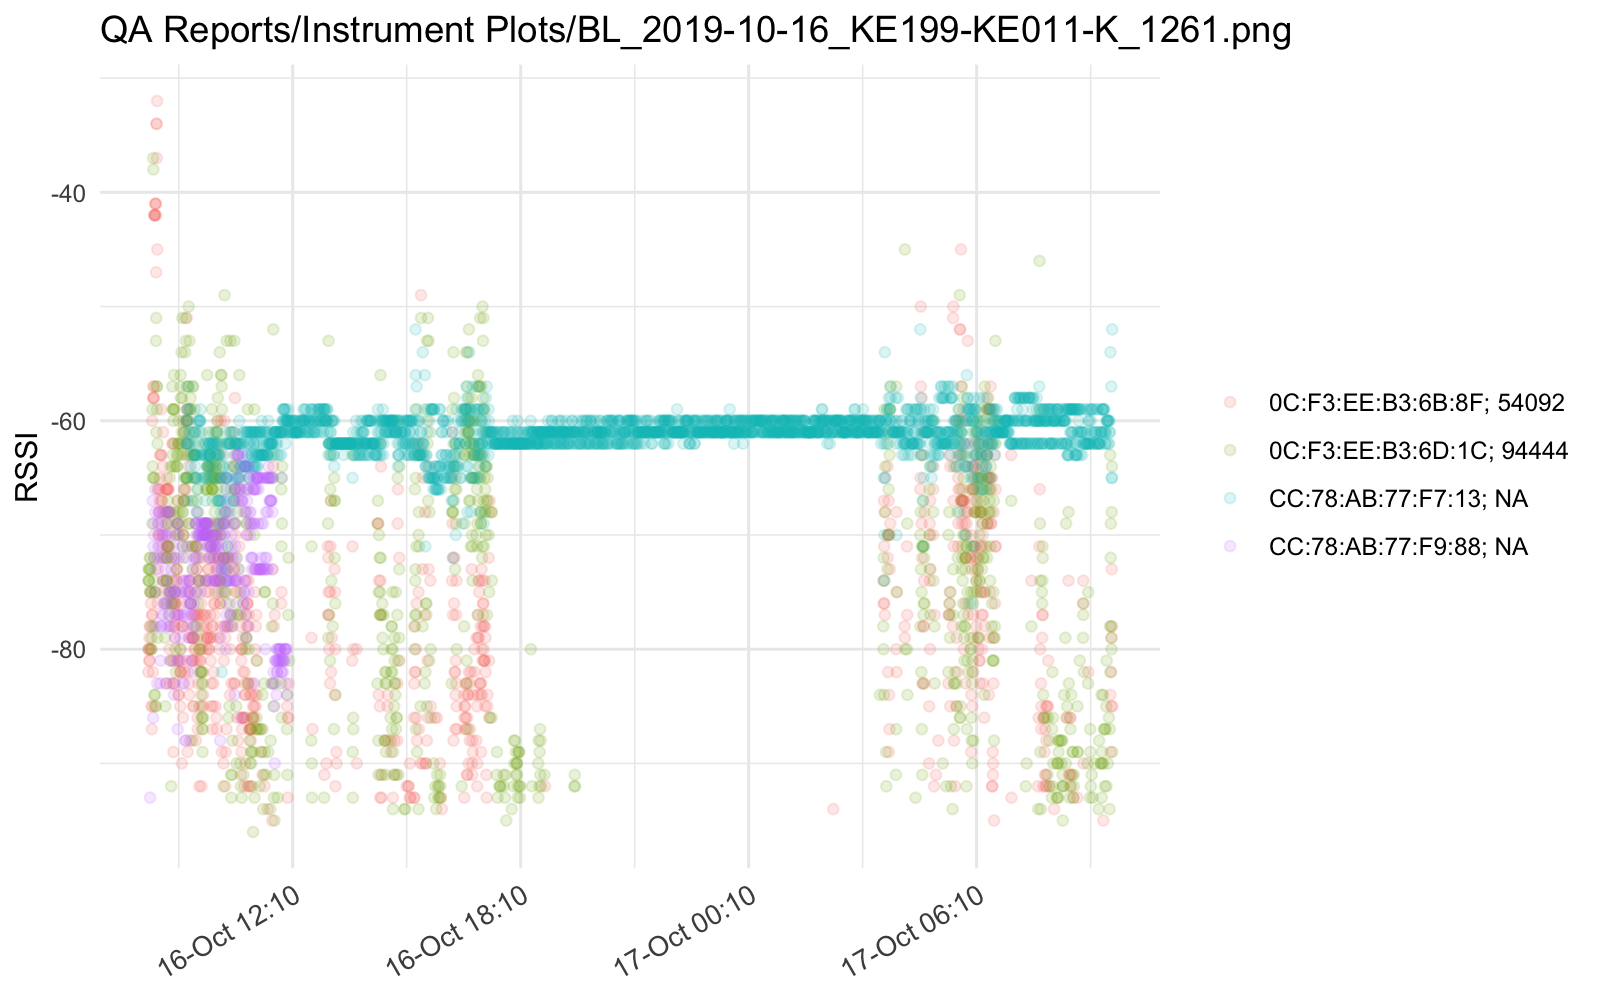 QA Reports/Instrument Plots/BL_2019-10-16_KE199-KE011-K_1261.png
-40
-60
-80
RSSI
0C:F3:EE:B3:6B:8F; 54092
0C:F3:EE:B3:6D:1C; 94444
CC:78:AB:77:F7:13; NA
CC:78:AB:77:F9:88; NA
16-Oct 12:10
16-Oct 18:10
17-Oct 00:10
17-Oct 06:10